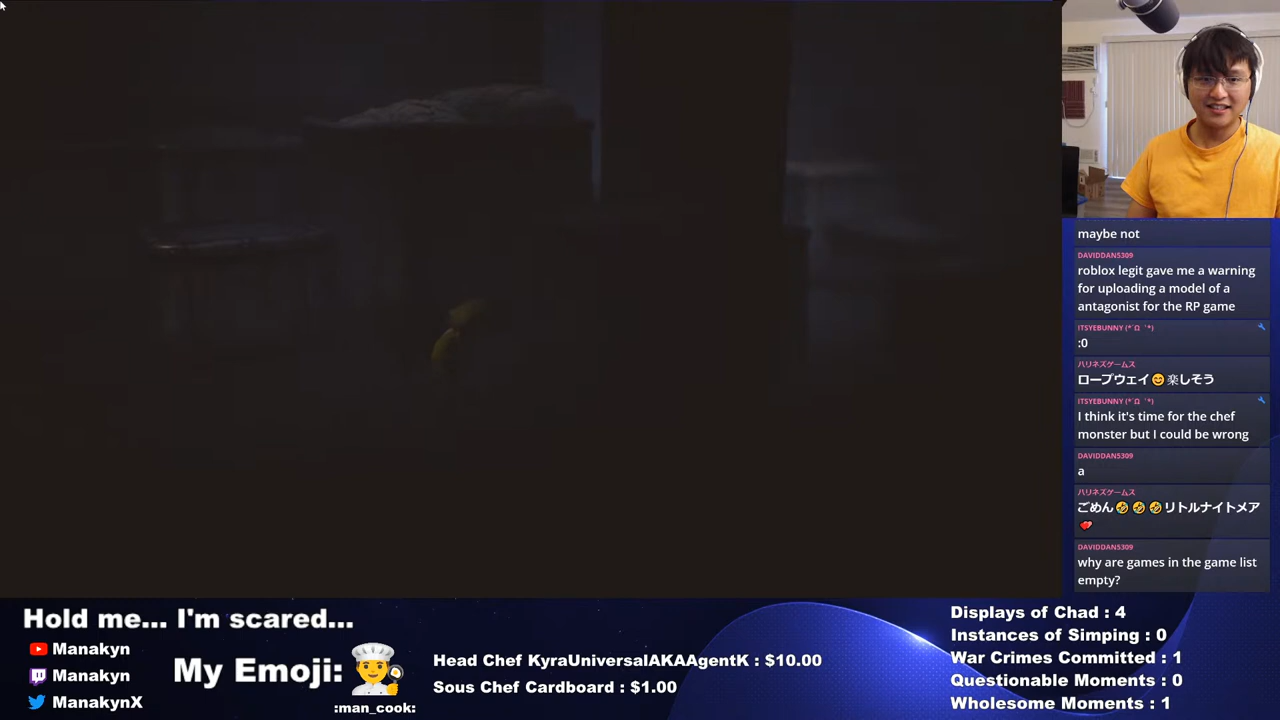 maybe not
DAVIDDAN5309
roblox legit gave me a warning
for uploading a model of a
antagonist for the RP game
ITSYEBUNNY (*´Ω｀*)
:0
ハリネズゲームス
ロープウェイ😊楽しそう
ITSYEBUNNY (*´Ω｀*)
I think it's time for the chef
monster but I could be wrong
DAVIDDAN5309
a
ハリネズゲームス
ごめん🤣🤣🤣リトルナイトメア
💖
DAVIDDAN5309
why are games in the game list
empty?
Hold me... I'm scared...
Manakyn
Manakyn
ManakynX
My Emoji:
:man_cook:
Head Chef KyraUniversalAKAAgentK : $10.00
Sous Chef Cardboard : $1.00
Displays of Chad : 4
Instances of Simping : 0
War Crimes Committed : 1
Questionable Moments : 0
Wholesome Moments : 1